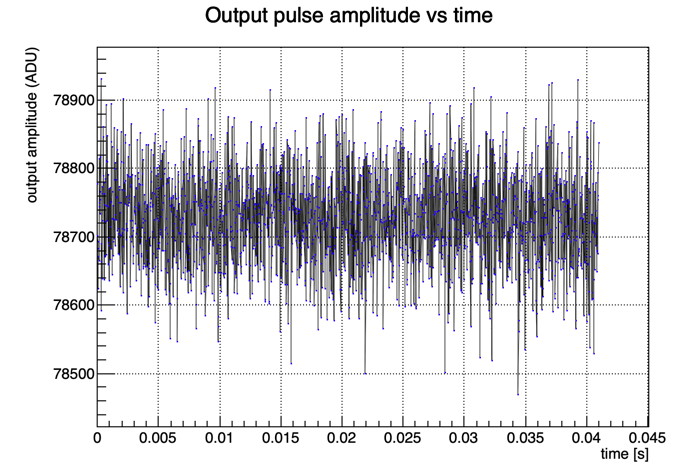 Output pulse amplitude vs time
output amplitude (ADU)
78900
78800
78700
78600
78500
0 0.005 0.01 0.015 0.02 0.025 0.03 0.035 0.04 0.045
time [s]